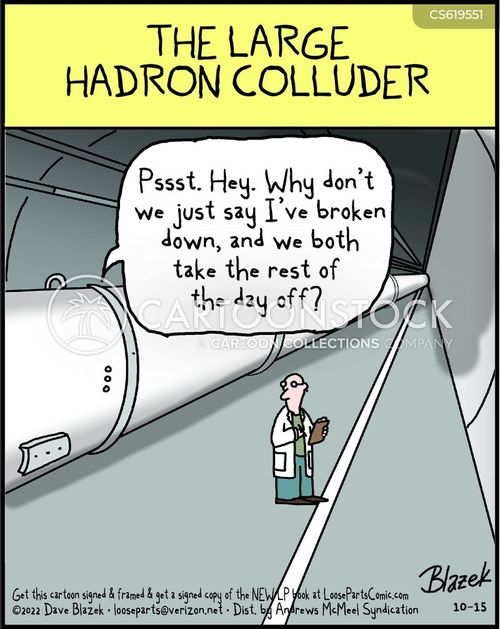 CS619551
THE LARGE
HADRON COLLUDER
Pssst. Hey. Why don't
we just say I've broken
down, and we both
take the rest of
the day off?
CARTOONSTOCK
A CARTOON COLLECTIONS COMPANY
Blazek
Get this cartoon signed & framed & get a signed copy of the NEW LP book at LoosePartsComic.com
©2022 Dave Blazek · looseparts@verizon.net · Dist. by Andrews McMeel Syndication
10-15